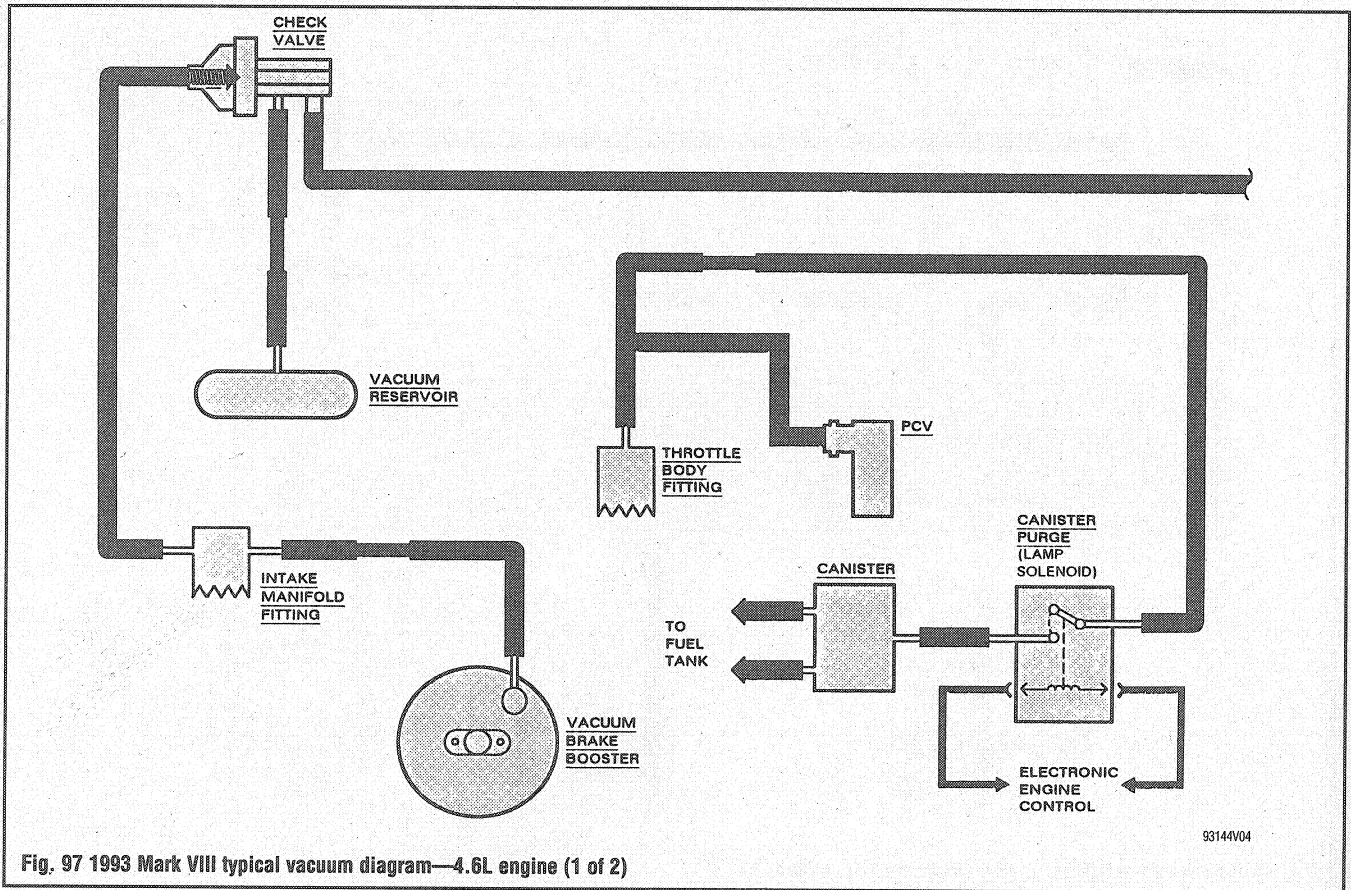 CHECK
VALVE
VACUUM
RESERVOIR
THROTTLE
BODY
FITTING
PCV
INTAKE
MANIFOLD
FITTING
VACUUM
BRAKE
BOOSTER
CANISTER
TO
FUEL
TANK
CANISTER
PURGE
(LAMP
SOLENOID)
ELECTRONIC
ENGINE
CONTROL
93144V04
Fig. 97 1993 Mark VIII typical vacuum diagram—4.6L engine (1 of 2)